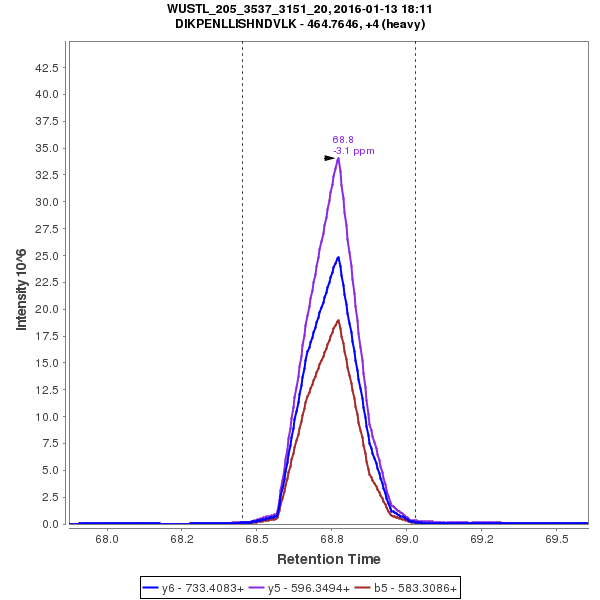 WUSTL_205_3537_3151_20, 2016-01-13 18:11
DIKPENLLISHNDVLK - 464.7646, +4 (heavy)
42.5
40.0
37.5
35.0
32.5
30.0
27.5
25.0
22.5
20.0
17.5
15.0
12.5
10.0
7.5
5.0
2.5
0.0
Intensity 10^6
68.8
-3.1 ppm
68.0 68.2 68.5 68.8 69.0 69.2 69.5
Retention Time
y6 - 733.4083+ y5 - 596.3494+ b5 - 583.3086+